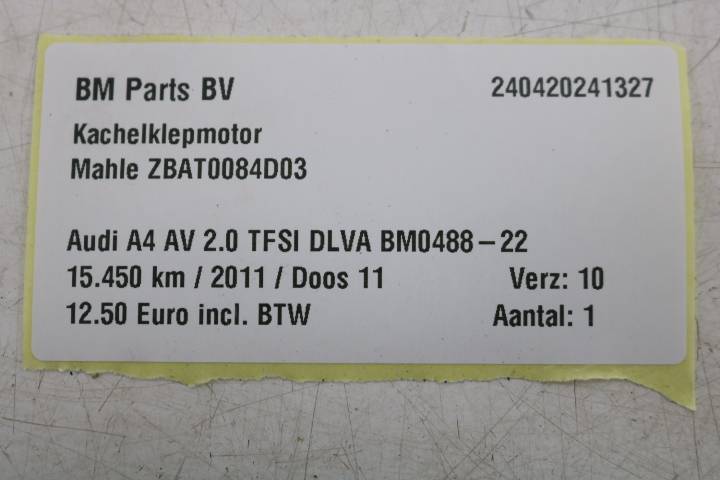 BM Parts BV 240420241327
Kachelklepmotor
Mahle ZBAT0084D03
Audi A4 AV 2.0 TFSI DLVA BM0488-22
15.450 km / 2011 / Doos 11 Verz: 10
12.50 Euro incl. BTW Aantal: 1